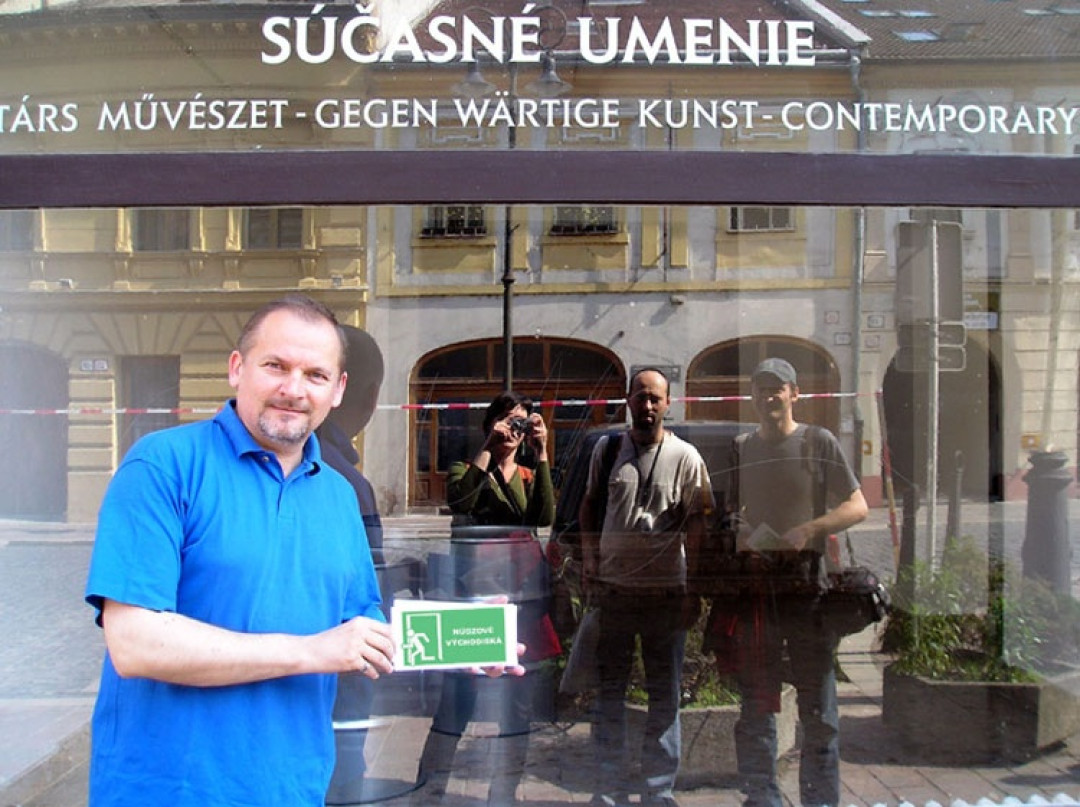 SÚČASNÉ UMENIE
TÁRS MŰVÉSZET - GEGEN WÄRTIGE KUNST - CONTEMPORARY
NÚDZOVÉ
VÝCHODISKÁ